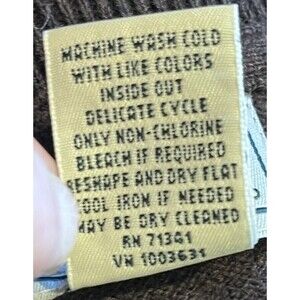 MACHINE WASH COLD
WITH LIKE COLORS
INSIDE OUT
DELICATE CYCLE
ONLY NON-CHLORINE
BLEACH IF REQUIRED
RESHAPE AND DRY FLAT
COOL IRON IF NEEDED
MAY BE DRY CLEANED
RN 71341
VN 1003631